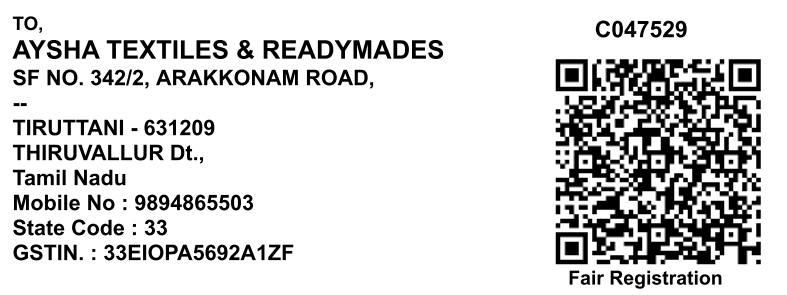 TO,
AYSHA TEXTILES & READYMADES
SF NO. 342/2, ARAKKONAM ROAD,
--
TIRUTTANI - 631209
THIRUVALLUR Dt.,
Tamil Nadu
Mobile No : 9894865503
State Code : 33
GSTIN. : 33EIOPA5692A1ZF
C047529
Fair Registration